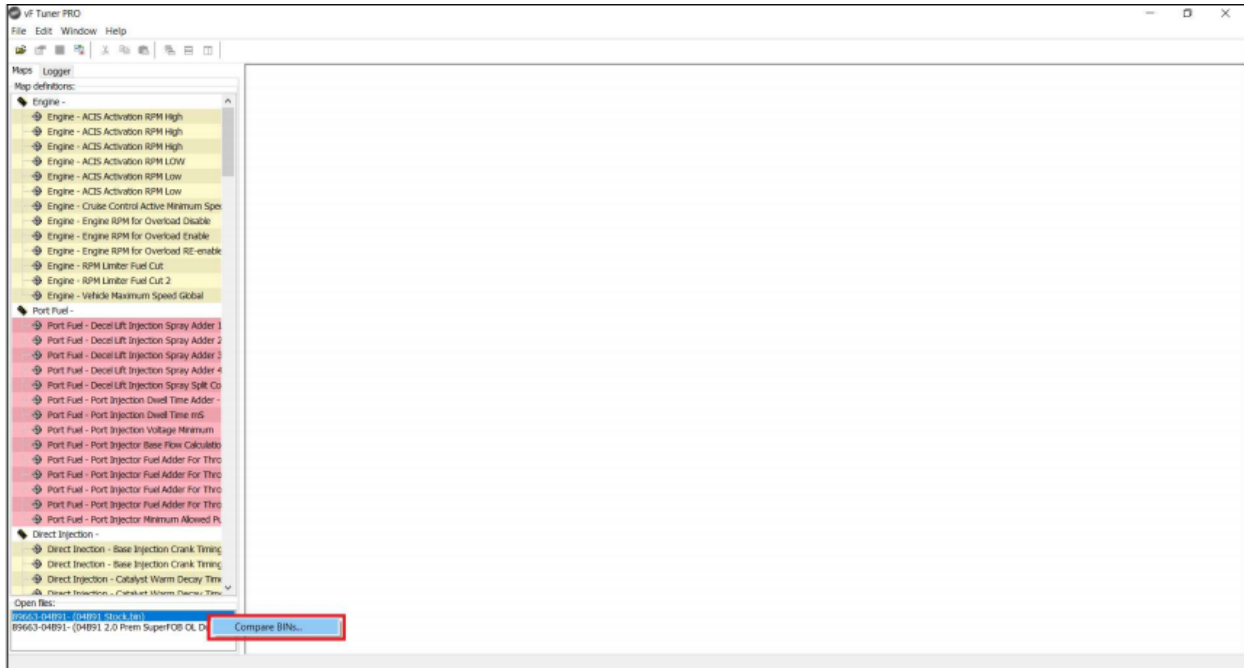 vF Tuner PRO
File Edit Window Help
Maps Logger
Map definitions:
Engine -
Engine - ACIS Activation RPM High
Engine - ACIS Activation RPM High
Engine - ACIS Activation RPM High
Engine - ACIS Activation RPM LOW
Engine - ACIS Activation RPM Low
Engine - ACIS Activation RPM Low
Engine - Cruise Control Active Minimum Spee
Engine - Engine RPM for Overload Disable
Engine - Engine RPM for Overload Enable
Engine - Engine RPM for Overload RE-enable
Engine - RPM Limiter Fuel Cut
Engine - RPM Limiter Fuel Cut 2
Engine - Vehicle Maximum Speed Global
Port Fuel -
Port Fuel - Decel Lift Injection Spray Adder 1
Port Fuel - Decel Lift Injection Spray Adder 2
Port Fuel - Decel Lift Injection Spray Adder 3
Port Fuel - Decel Lift Injection Spray Adder 4
Port Fuel - Decel Lift Injection Spray Split Co
Port Fuel - Port Injection Dwell Time Adder -
Port Fuel - Port Injection Dwell Time mS
Port Fuel - Port Injection Voltage Minimum
Port Fuel - Port Injector Base Flow Calculatio
Port Fuel - Port Injector Fuel Adder For Thro
Port Fuel - Port Injector Fuel Adder For Thro
Port Fuel - Port Injector Fuel Adder For Thro
Port Fuel - Port Injector Fuel Adder For Thro
Port Fuel - Port Injector Minimum Allowed Pu
Direct Injection -
Direct Inection - Base Injection Crank Timing
Direct Inection - Base Injection Crank Timing
Direct Injection - Catalyst Warm Decay Time
Direct Injection - Catalyst Warm Decay Time
Open files:
89663-04B91- (04B91 Stock.bin)
89663-04B91- (04B91 2.0 Prem SuperFOB OL
Compare BINs...